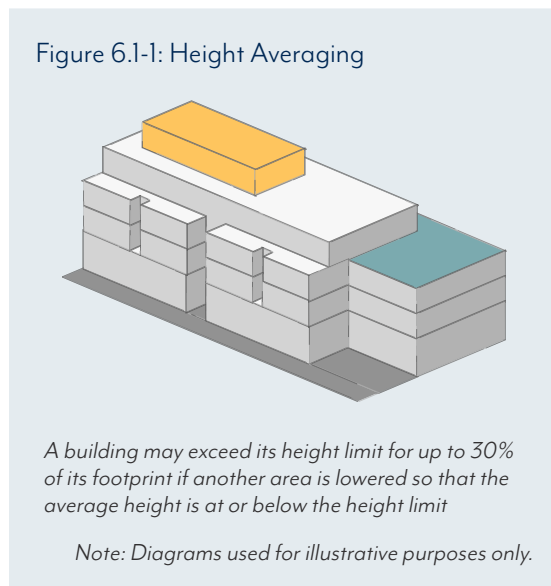 Figure 6.1-1: Height Averaging
A building may exceed its height limit for up to 30%
of its footprint if another area is lowered so that the
average height is at or below the height limit
Note: Diagrams used for illustrative purposes only.